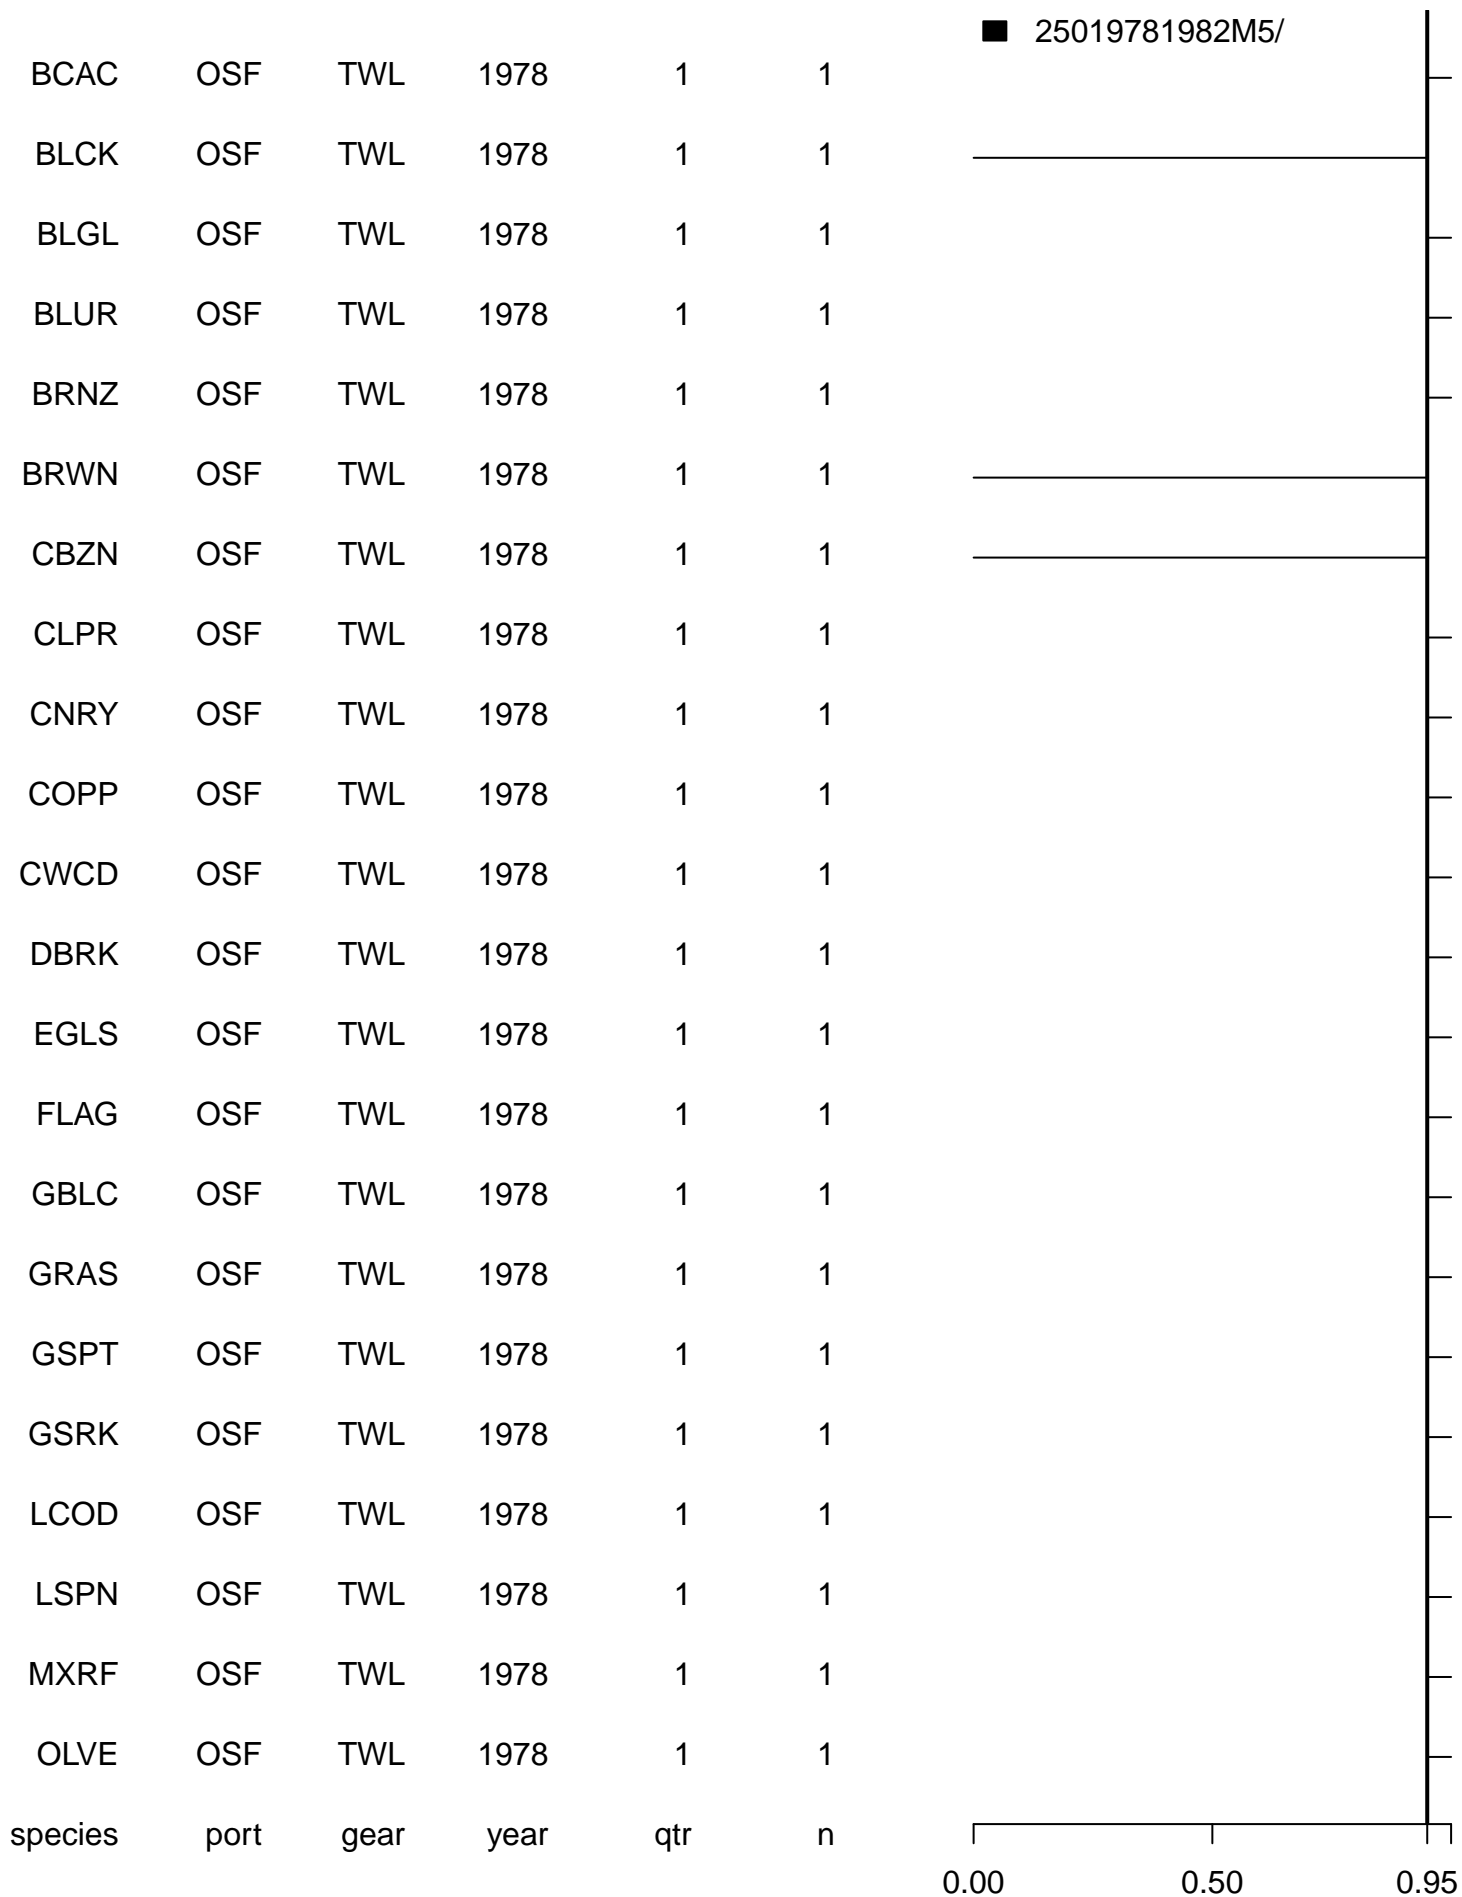 25019781982M5/
BCAC OSF TWL 1978 1 1
BLCK OSF TWL 1978 1 1
BLGL OSF TWL 1978 1 1
BLUR OSF TWL 1978 1 1
BRNZ OSF TWL 1978 1 1
BRWN OSF TWL 1978 1 1
CBZN OSF TWL 1978 1 1
CLPR OSF TWL 1978 1 1
CNRY OSF TWL 1978 1 1
COPP OSF TWL 1978 1 1
CWCD OSF TWL 1978 1 1
DBRK OSF TWL 1978 1 1
EGLS OSF TWL 1978 1 1
FLAG OSF TWL 1978 1 1
GBLC OSF TWL 1978 1 1
GRAS OSF TWL 1978 1 1
GSPT OSF TWL 1978 1 1
GSRK OSF TWL 1978 1 1
LCOD OSF TWL 1978 1 1
LSPN OSF TWL 1978 1 1
MXRF OSF TWL 1978 1 1
OLVE OSF TWL 1978 1 1
species port gear year qtr n
0.00 0.50 0.95